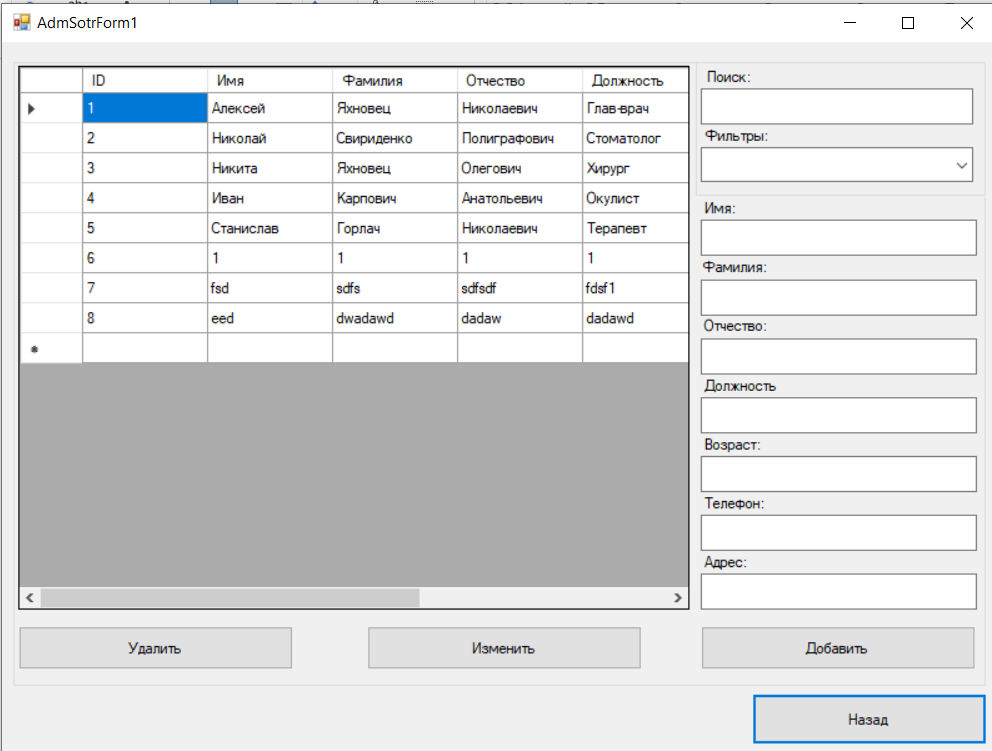 AdmSotrForm1
ID Имя Фамилия Отчество Должность
1 Алексей Яхновец Николаевич Глав-врач
2 Николай Свириденко Полиграфович Стоматолог
3 Никита Яхновец Олегович Хирург
4 Иван Карпович Анатольевич Окулист
5 Станислав Горлач Николаевич Терапевт
6 1 1 1 1
7 fsd sdfs sdfsdf fdsf1
8 eed dwadawd dadaw dadawd
Поиск:
Фильтры:
Имя:
Фамилия:
Отчество:
Должность
Возраст:
Телефон:
Адрес:
Удалить Изменить Добавить
Назад